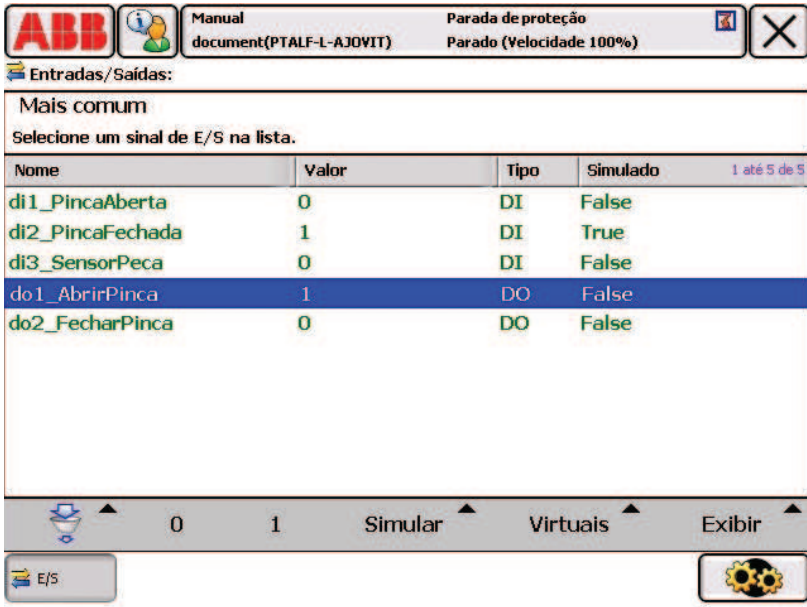 ABB
Manual
document(PTALF-L-AJOVIT)
Parada de proteção
Parado (Velocidade 100%)
Entradas/Saídas:
Mais comum
Selecione um sinal de E/S na lista.
Nome Valor Tipo Simulado 1 até 5 de 5
di1_PincaAberta 0 DI False
di2_PincaFechada 1 DI True
di3_SensorPeca 0 DI False
do1_AbrirPinca 1 DO False
do2_FecharPinca 0 DO False
0 1 Simular Virtuais Exibir
E/S